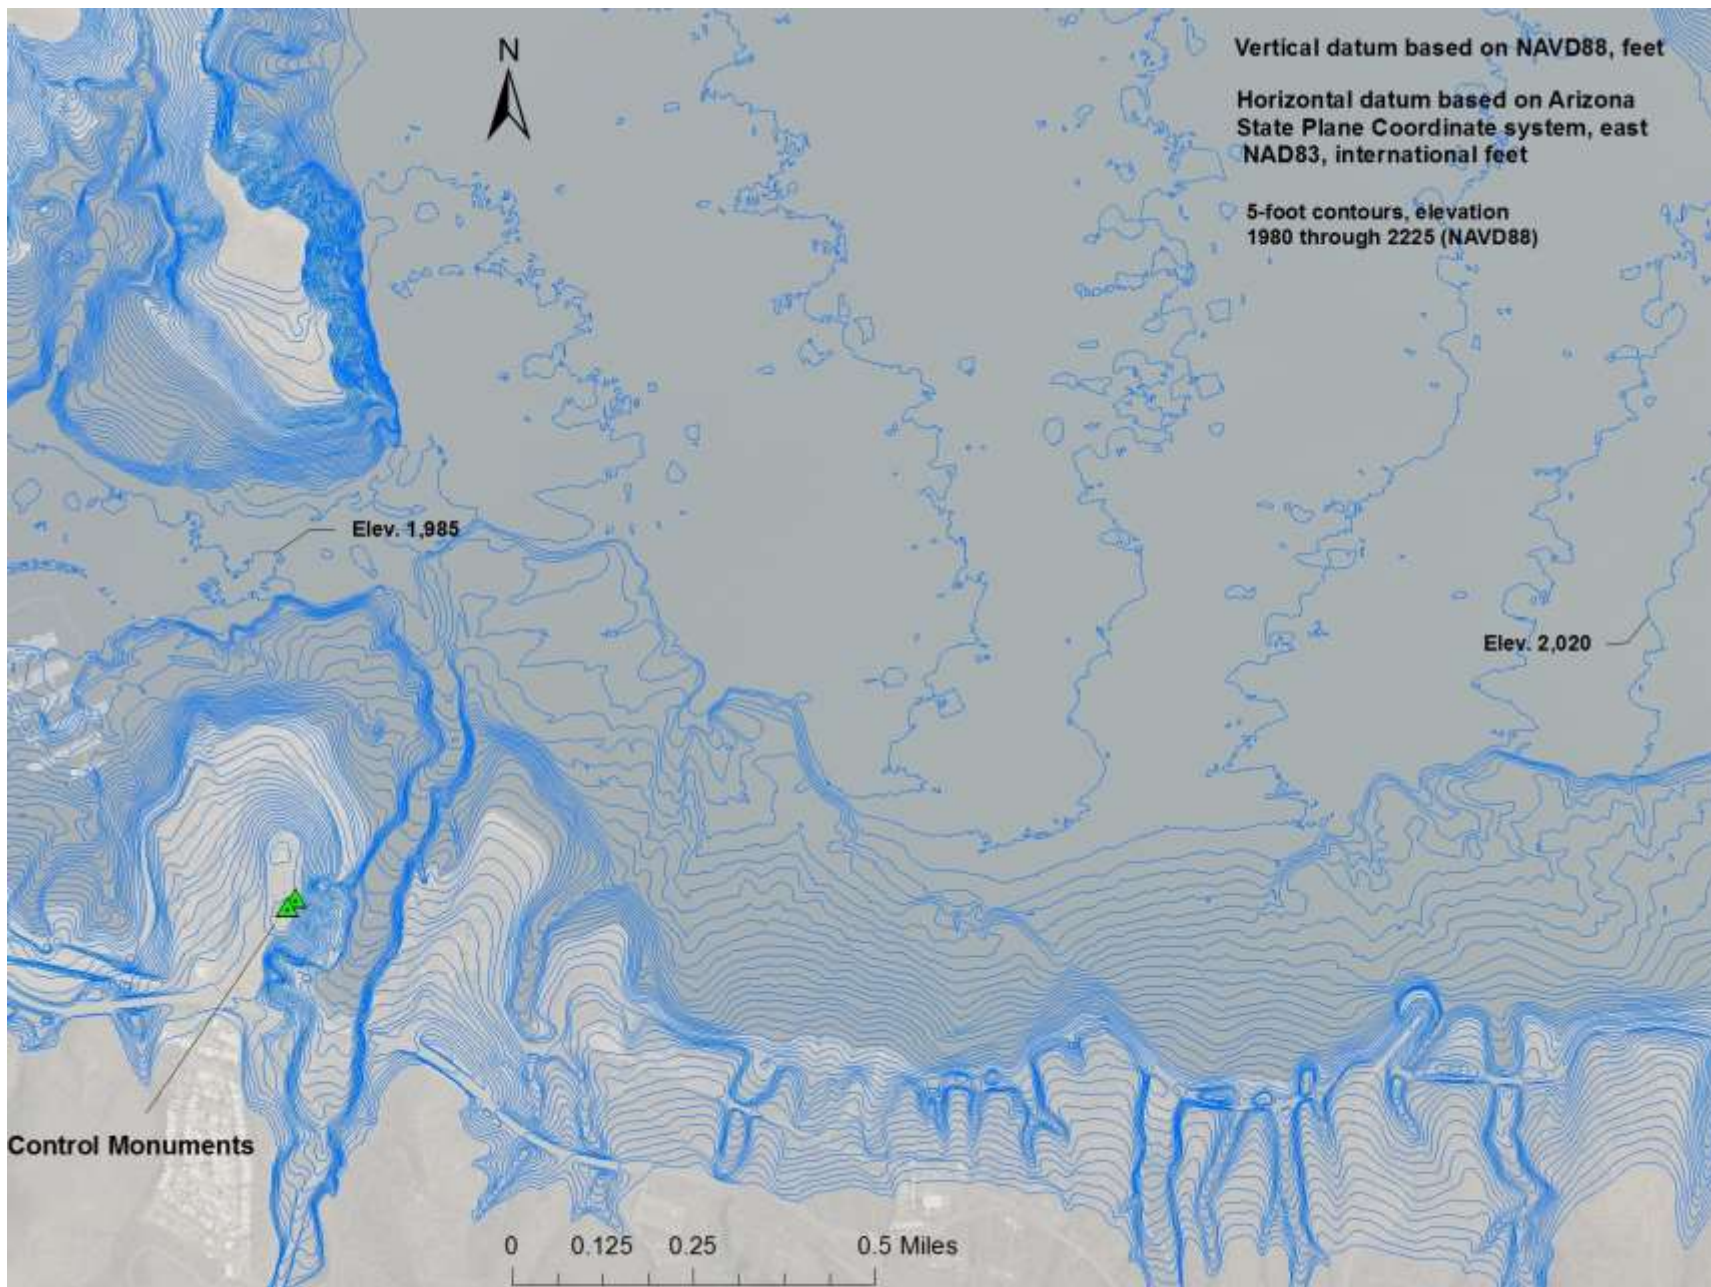 N
Vertical datum based on NAVD88, feet
Horizontal datum based on Arizona
State Plane Coordinate system, east
NAD83, international feet
5-foot contours, elevation
1980 through 2225 (NAVD88)
Elev. 1,985
Elev. 2,020
Control Monuments
0 0.125 0.25 0.5 Miles